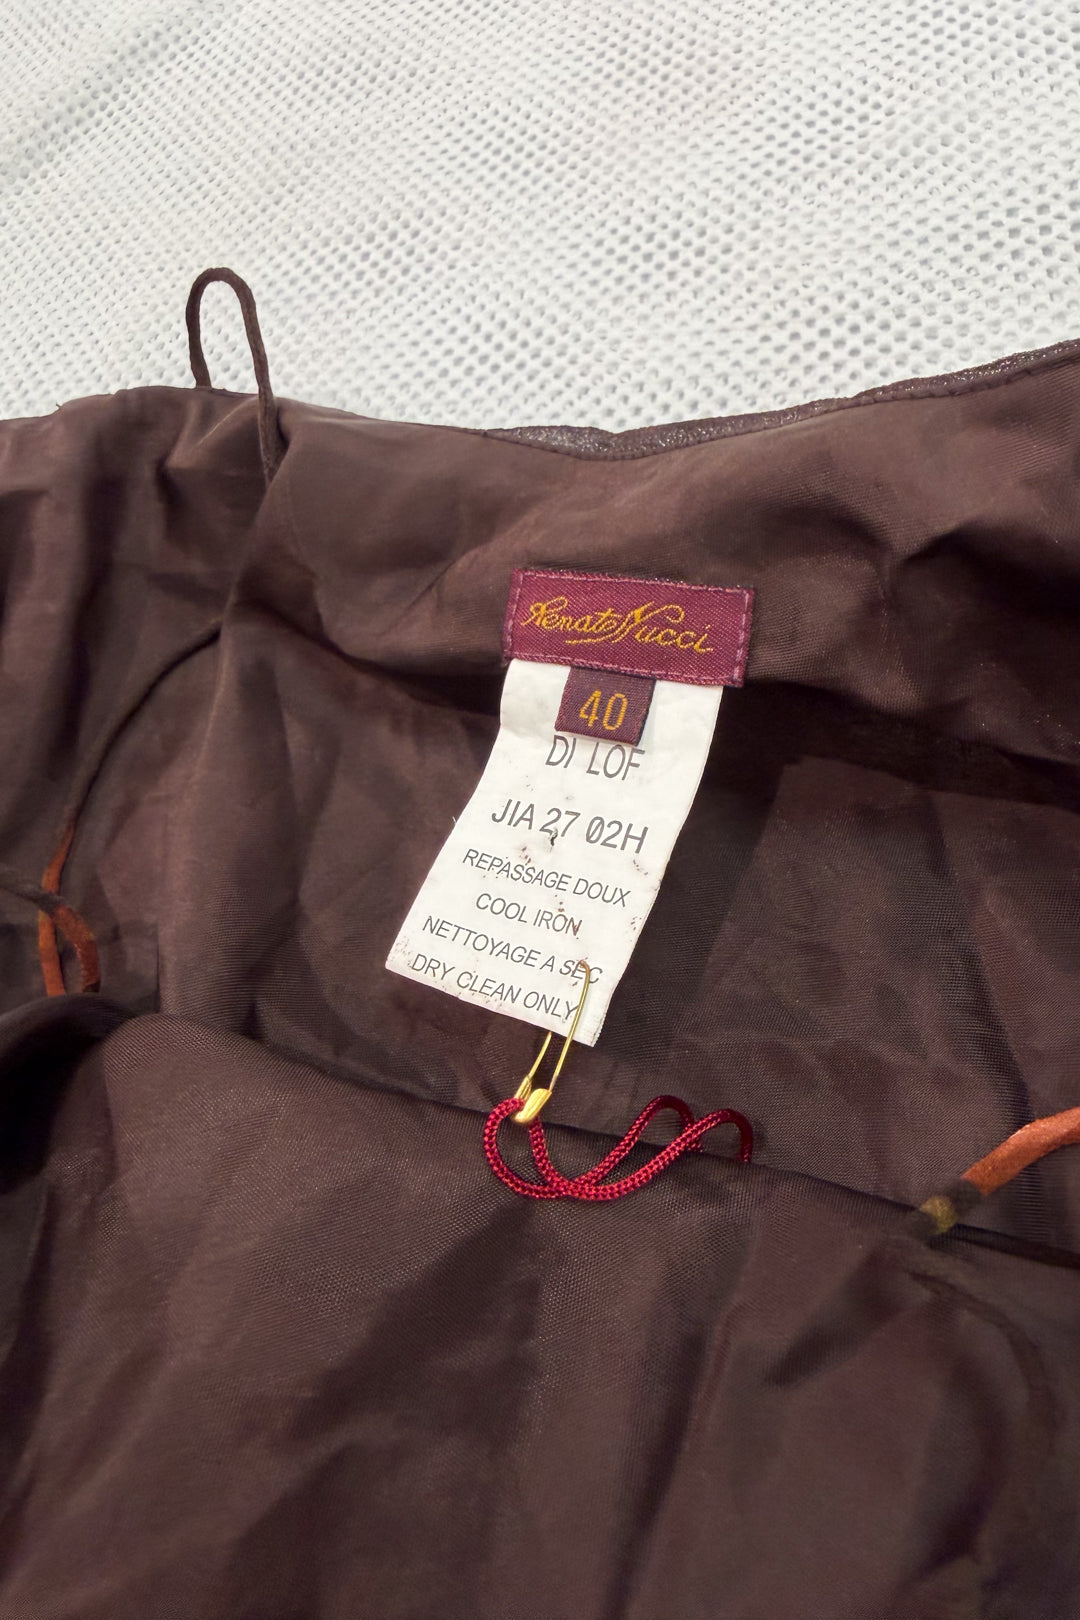 Renato Nucci
40
DI LOF
JIA 27 02H
REPASSAGE DOUX
COOL IRON
NETTOYAGE A SEC
DRY CLEAN ONLY